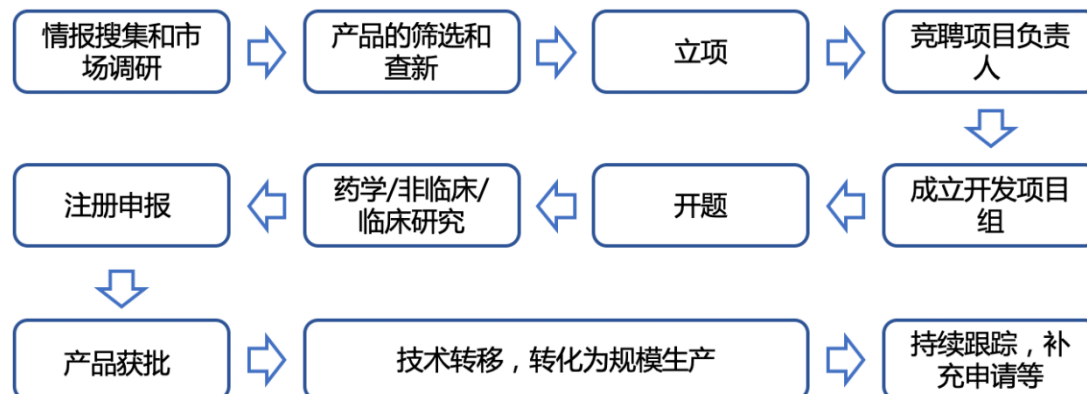 情报搜集和市
场调研
产品的筛选和
查新
立项
竞聘项目负责
人
成立开发项目
组
开题
药学/非临床/
临床研究
注册申报
产品获批
技术转移，转化为规模生产
持续跟踪，补
充申请等